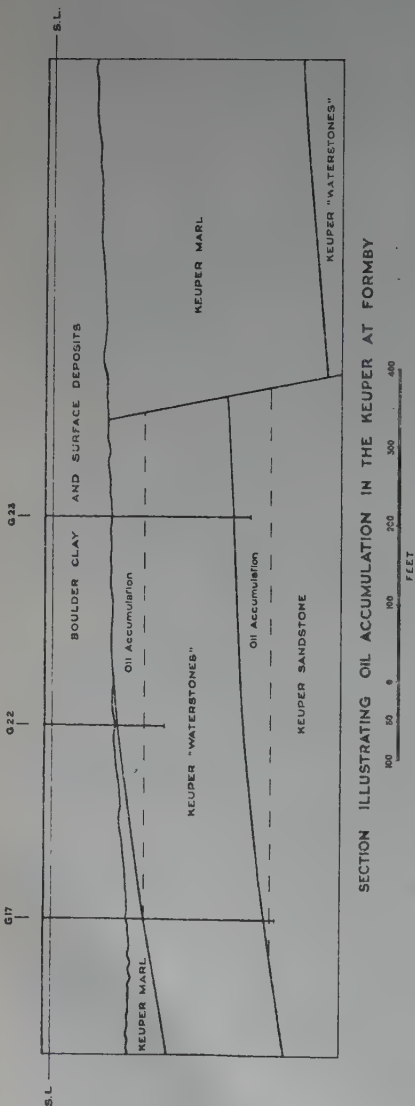 G17
G22
G23
S.L.
S.L.
BOULDER CLAY AND SURFACE DEPOSITS
KEUPER MARL
Oil Accumulation
KEUPER MARL
KEUPER "WATERSTONES"
Oil Accumulation
KEUPER SANDSTONE
KEUPER "WATERSTONES"
SECTION ILLUSTRATING OIL ACCUMULATION IN THE KEUPER AT FORMBY
100 50 0 100 200 300 400
FEET